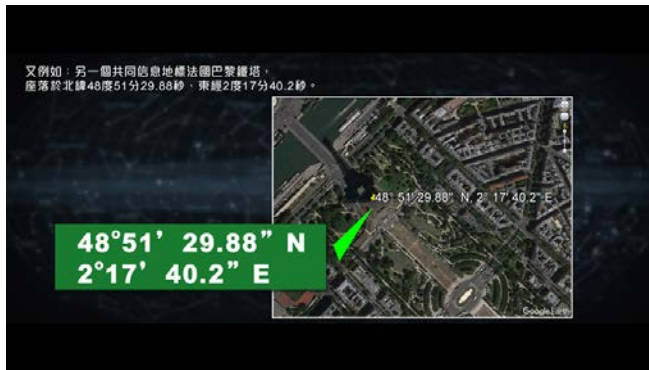 又例如：另一個共同信息地標法國巴黎鐵塔，
座落於北緯48度51分29.88秒，東經2度17分40.2秒。
48° 51' 29.88" N, 2° 17' 40.2" E
48°51’ 29.88” N
2°17’ 40.2” E
Google Earth